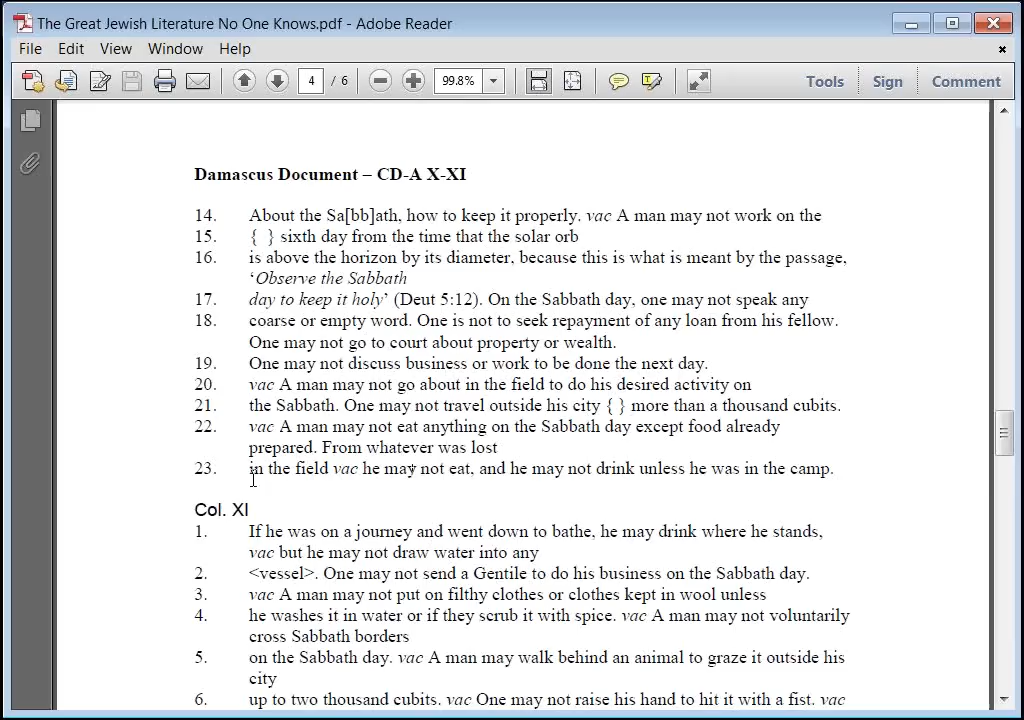 The Great Jewish Literature No One Knows.pdf - Adobe Reader
File Edit View Window Help
4 / 6 99.8% Tools Sign Comment
Damascus Document – CD-A X-XI
14. About the Sa[bb]ath, how to keep it properly. vac A man may not work on the
15. { } sixth day from the time that the solar orb
16. is above the horizon by its diameter, because this is what is meant by the passage,
‘Observe the Sabbath
17. day to keep it holy’ (Deut 5:12). On the Sabbath day, one may not speak any
18. coarse or empty word. One is not to seek repayment of any loan from his fellow.
One may not go to court about property or wealth.
19. One may not discuss business or work to be done the next day.
20. vac A man may not go about in the field to do his desired activity on
21. the Sabbath. One may not travel outside his city { } more than a thousand cubits.
22. vac A man may not eat anything on the Sabbath day except food already
prepared. From whatever was lost
23. in the field vac he may not eat, and he may not drink unless he was in the camp.
Col. XI
1. If he was on a journey and went down to bathe, he may drink where he stands,
vac but he may not draw water into any
2. <vessel>. One may not send a Gentile to do his business on the Sabbath day.
3. vac A man may not put on filthy clothes or clothes kept in wool unless
4. he washes it in water or if they scrub it with spice. vac A man may not voluntarily
cross Sabbath borders
5. on the Sabbath day. vac A man may walk behind an animal to graze it outside his
city
6. up to two thousand cubits. vac One may not raise his hand to hit it with a fist. vac